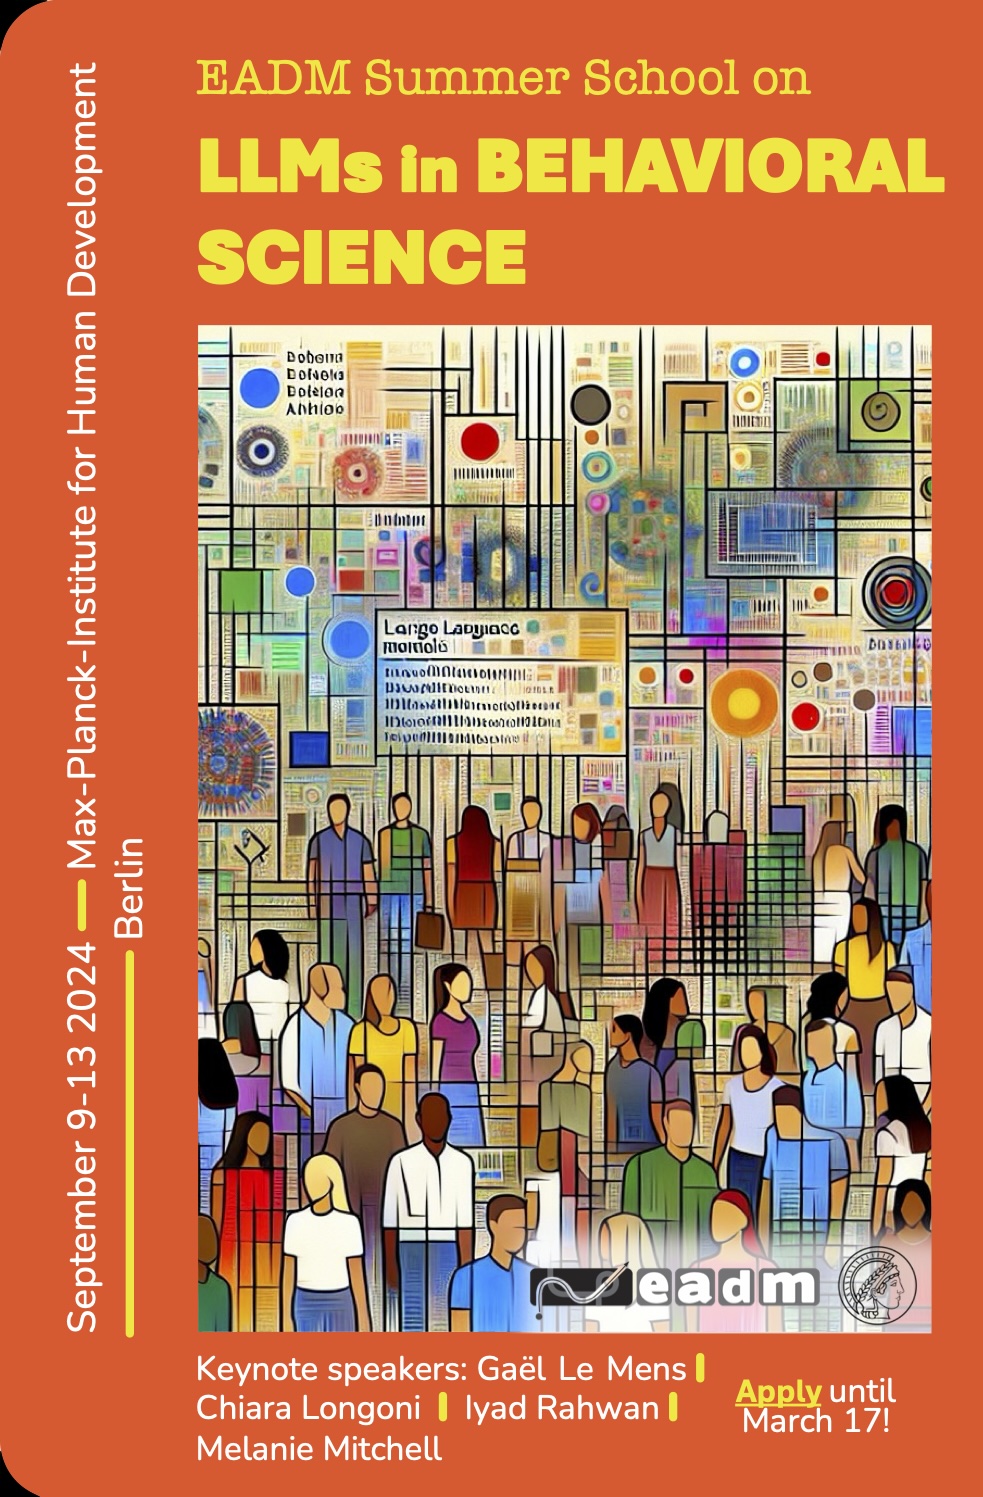 EADM Summer School on
LLMs in BEHAVIORAL
SCIENCE
September 9-13 2024 Max-Planck-Institute for Human Development
Berlin
eadm
Keynote speakers: Gaël Le Mens
Chiara Longoni Iyad Rahwan
Melanie Mitchell
Apply until
March 17!